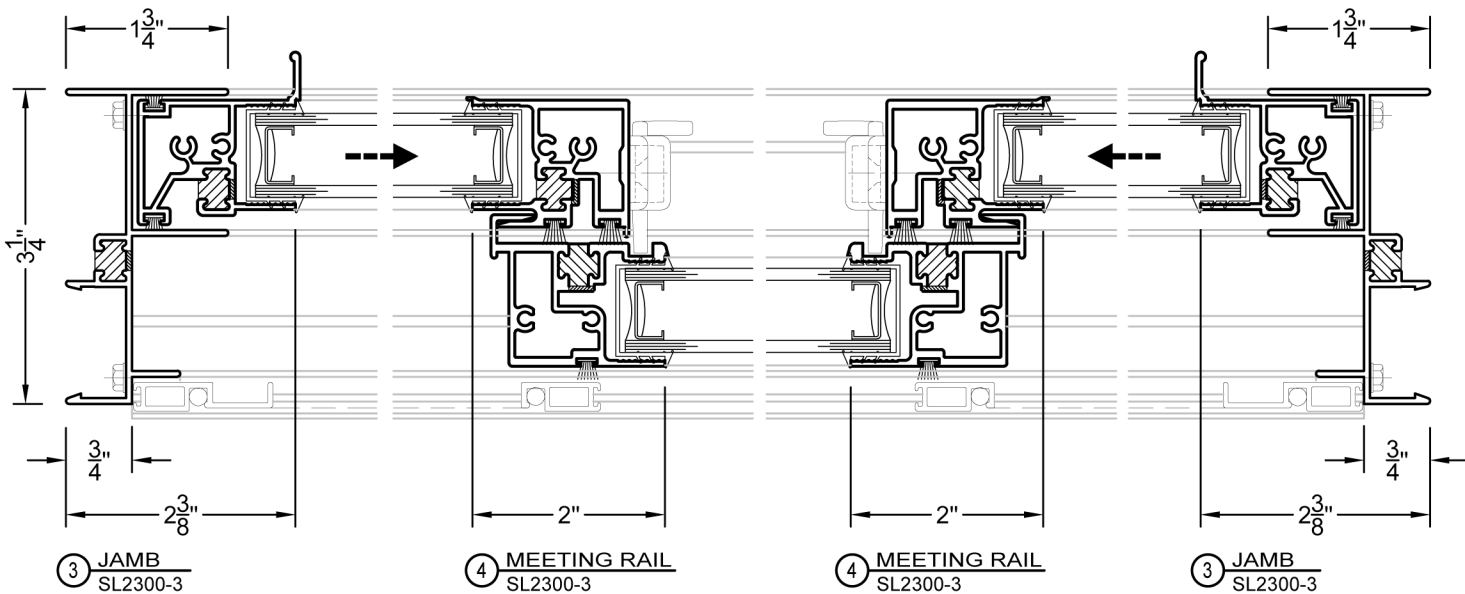 1 3/4"
1 3/4"
3 1/4"
3/4"
3/4"
2 3/8"
2"
2"
2 3/8"
3 JAMB
SL2300-3
4 MEETING RAIL
SL2300-3
4 MEETING RAIL
SL2300-3
3 JAMB
SL2300-3